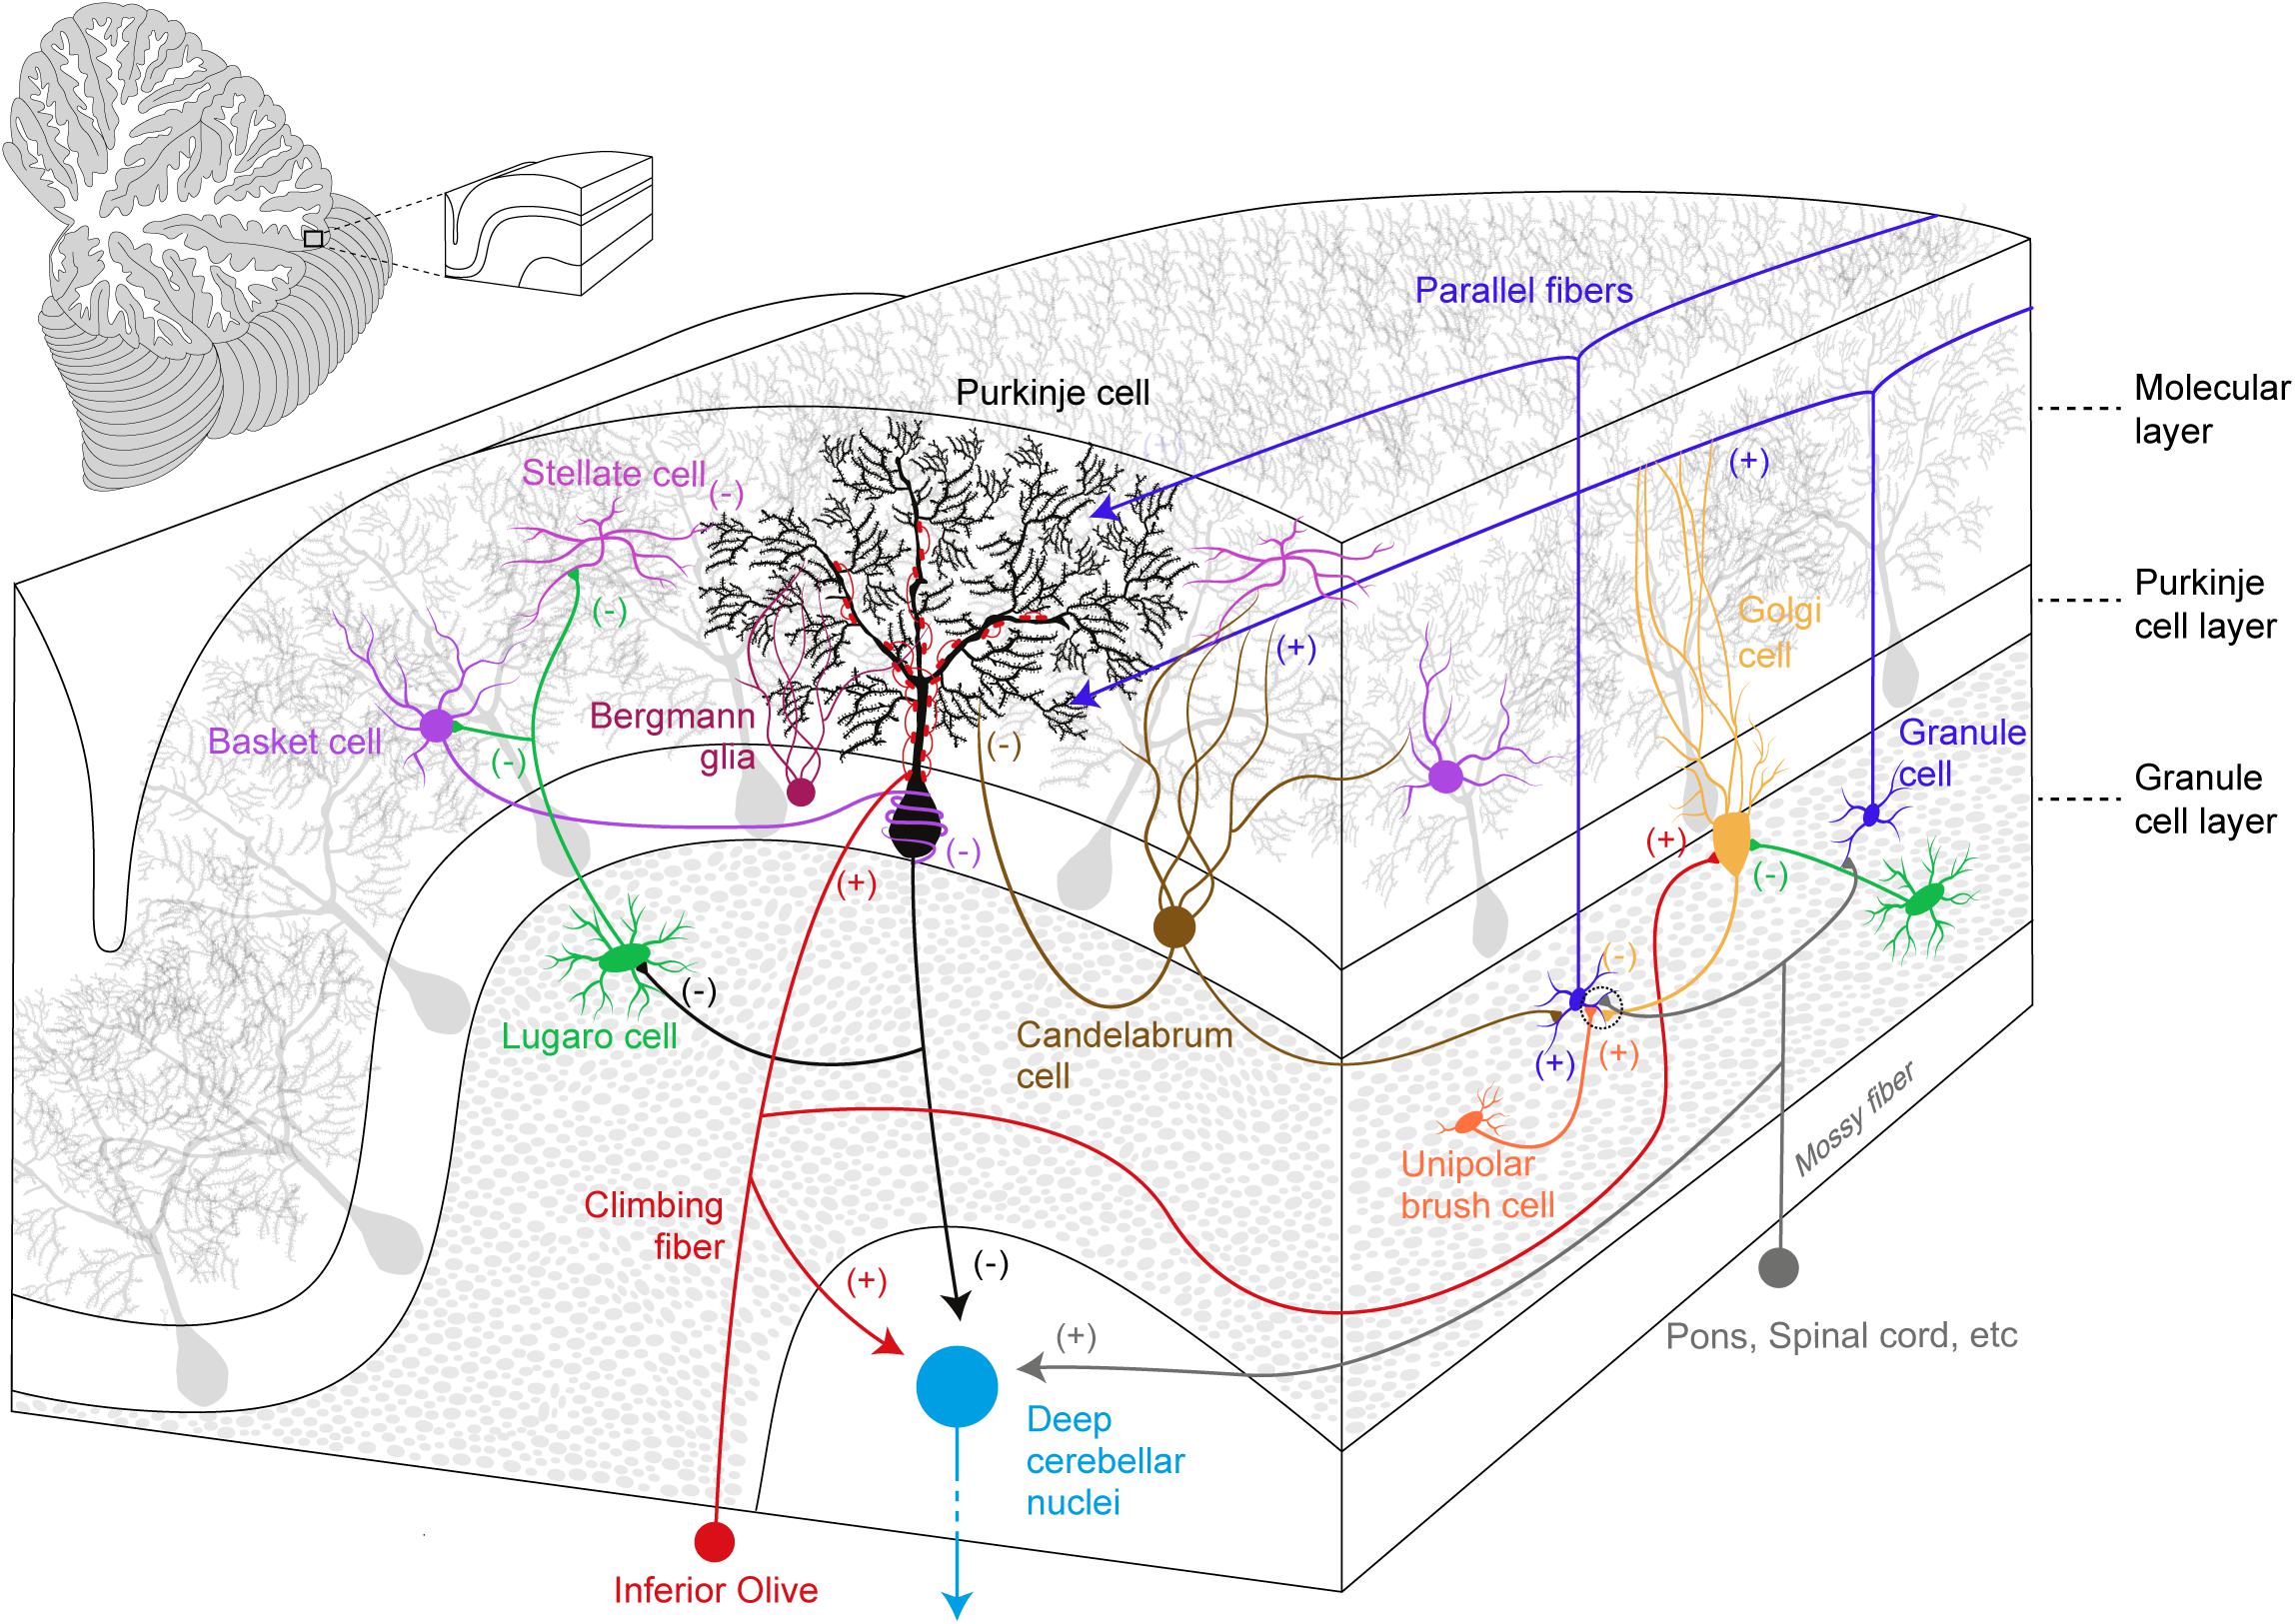 Parallel fibers
Purkinje cell
(+)
Molecular
layer
(+)
Stellate cell
(-)
Purkinje
cell layer
(-)
Golgi
cell
(+)
Bergmann
glia
Basket cell
(-)
(-)
Granule
cell
Granule
cell layer
(-)
(+)
(+)
(-)
(-)
(-)
Lugaro cell
Candelabrum
cell
(+)
(+)
Mossy fiber
Unipolar
brush cell
Climbing
fiber
(+)
(-)
(+)
Pons, Spinal cord, etc
Deep
cerebellar
nuclei
Inferior Olive